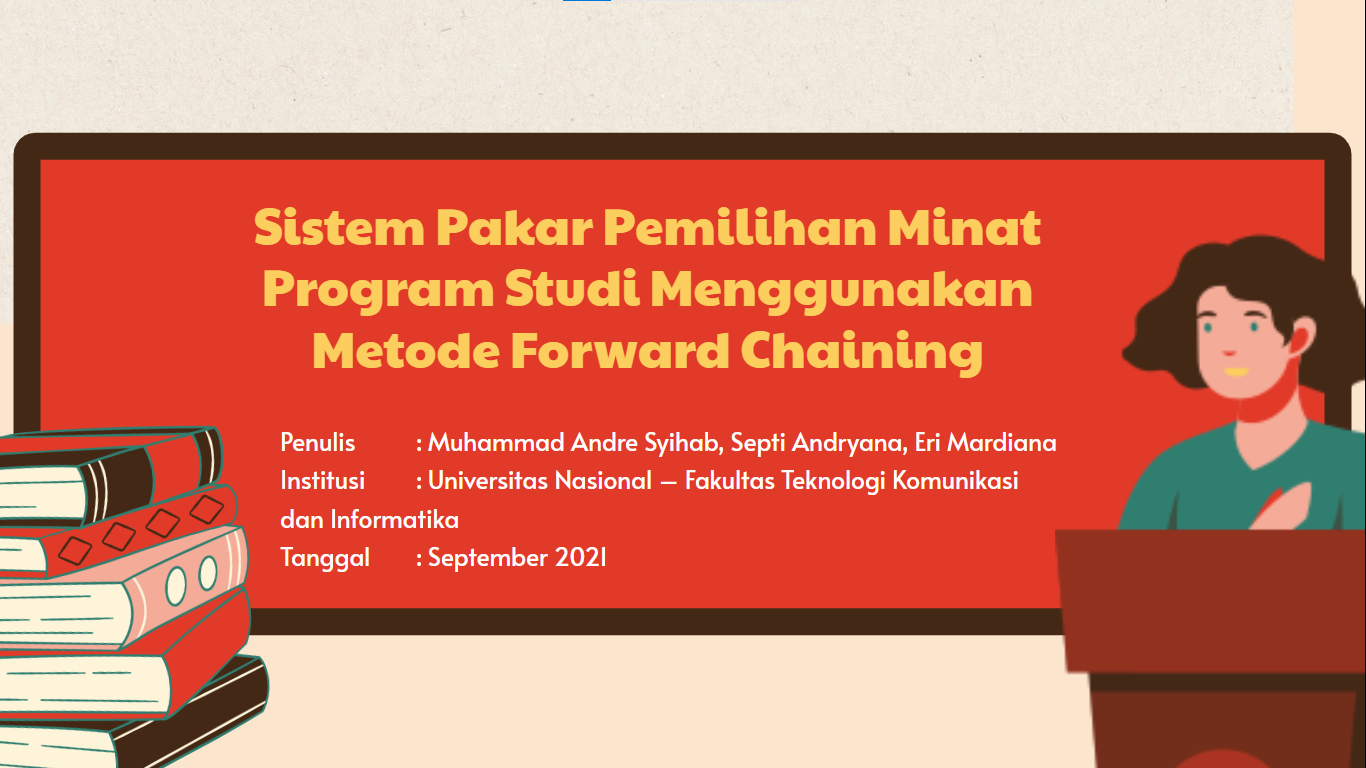 Sistem Pakar Pemilihan Minat
Program Studi Menggunakan
Metode Forward Chaining
Penulis : Muhammad Andre Syihab, Septi Andryana, Eri Mardiana
Institusi : Universitas Nasional – Fakultas Teknologi Komunikasi
dan Informatika
Tanggal : September 2021